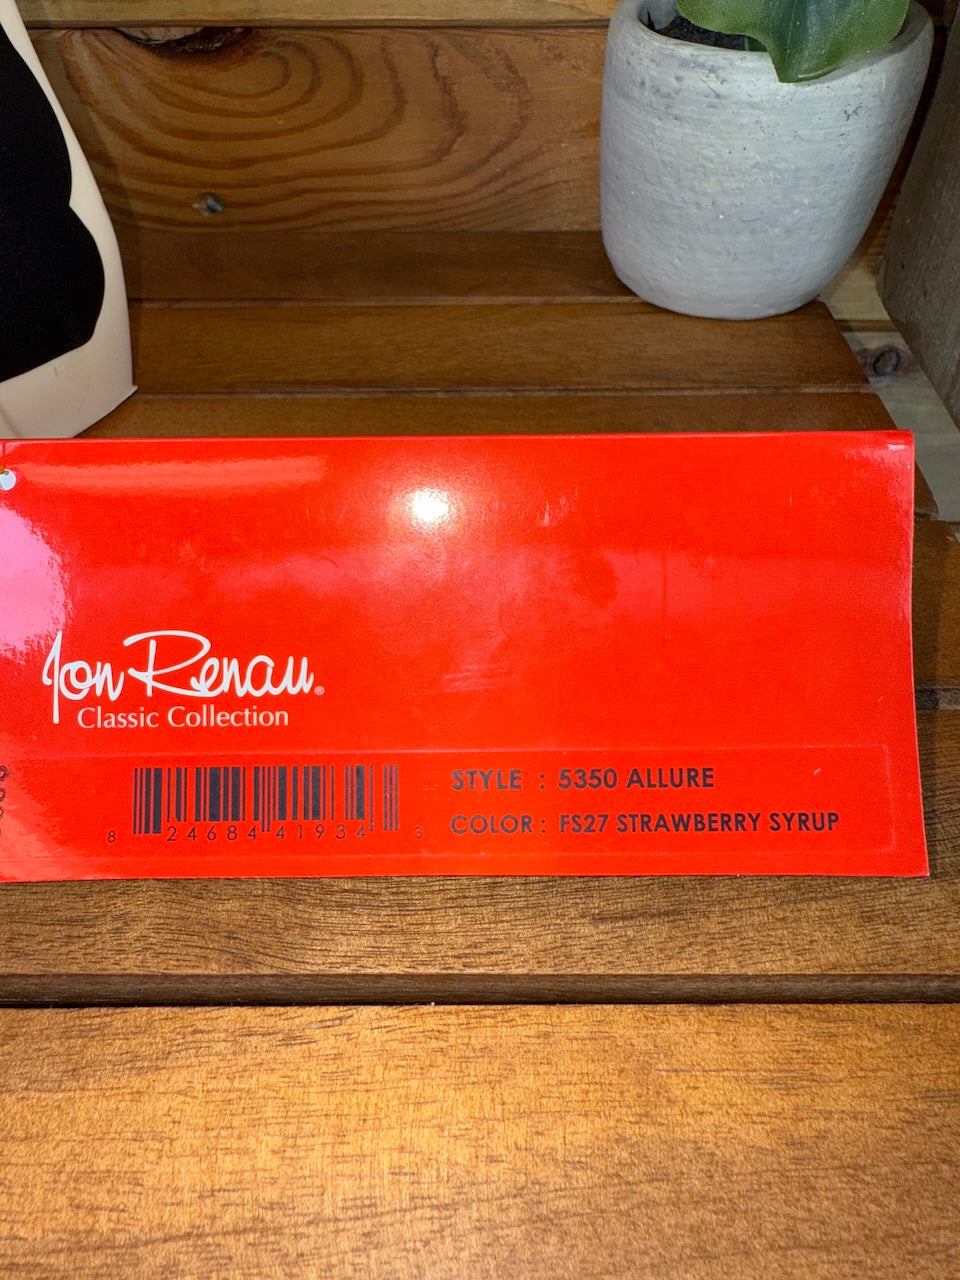 Jon Renau®
Classic Collection
STYLE : 5350 ALLURE
COLOR : FS27 STRAWBERRY SYRUP
8 24684 41934 3